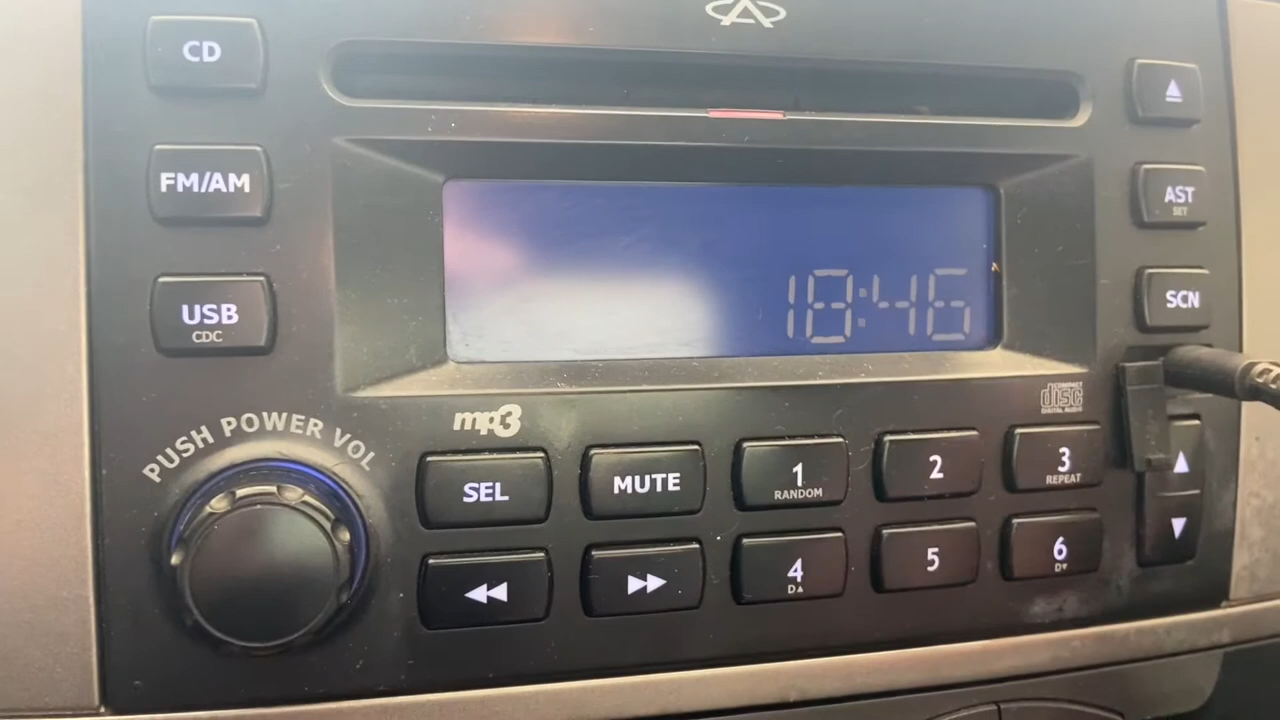 CD
FM/AM
AST
SET
18:46
USB
CDC
SCN
PUSH POWER VOL
mp3
COMPACT
disc
DIGITAL AUDIO
SEL
MUTE
1
RANDOM
2
3
REPEAT
4
D▲
5
6
D▼